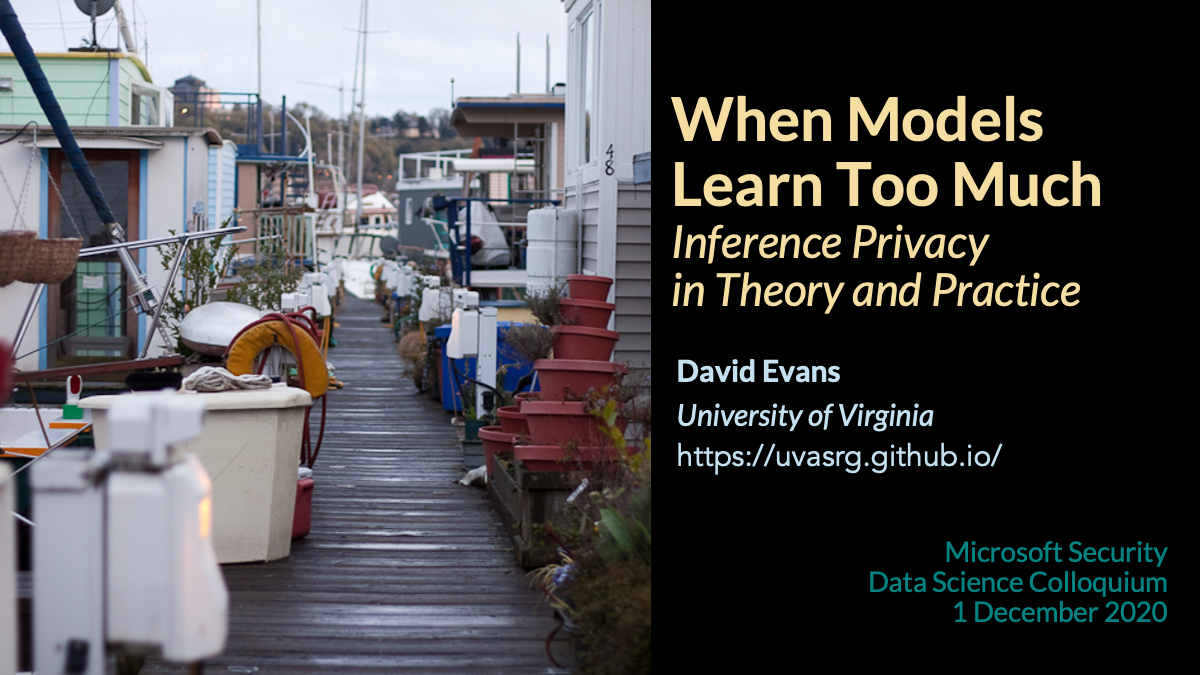 48
When Models
Learn Too Much
Inference Privacy
in Theory and Practice
David Evans
University of Virginia
https://uvasrg.github.io/
Microsoft Security
Data Science Colloquium
1 December 2020